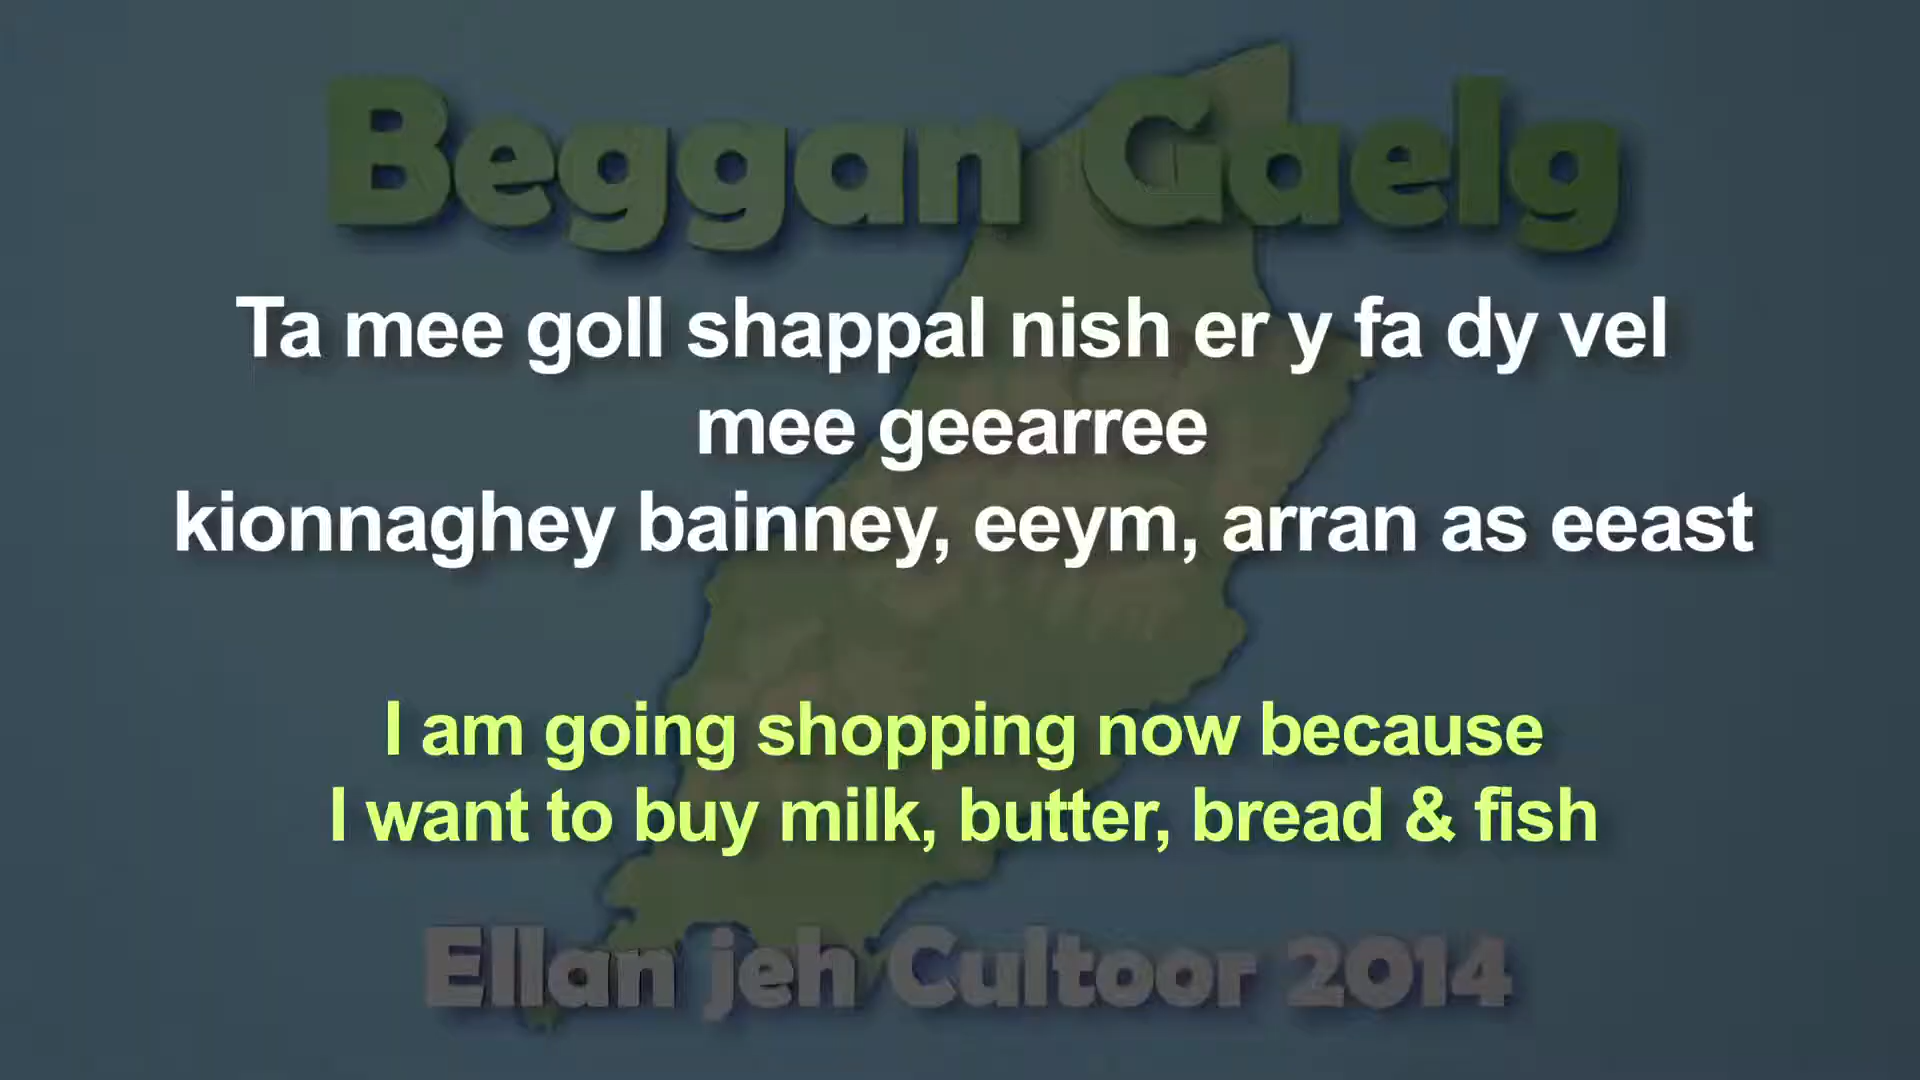 Beggan Gaelg
Ta mee goll shappal nish er y fa dy vel
mee geearree
kionnaghey bainney, eeym, arran as eeast
I am going shopping now because
I want to buy milk, butter, bread & fish
Ellan jeh Cultoor 2014